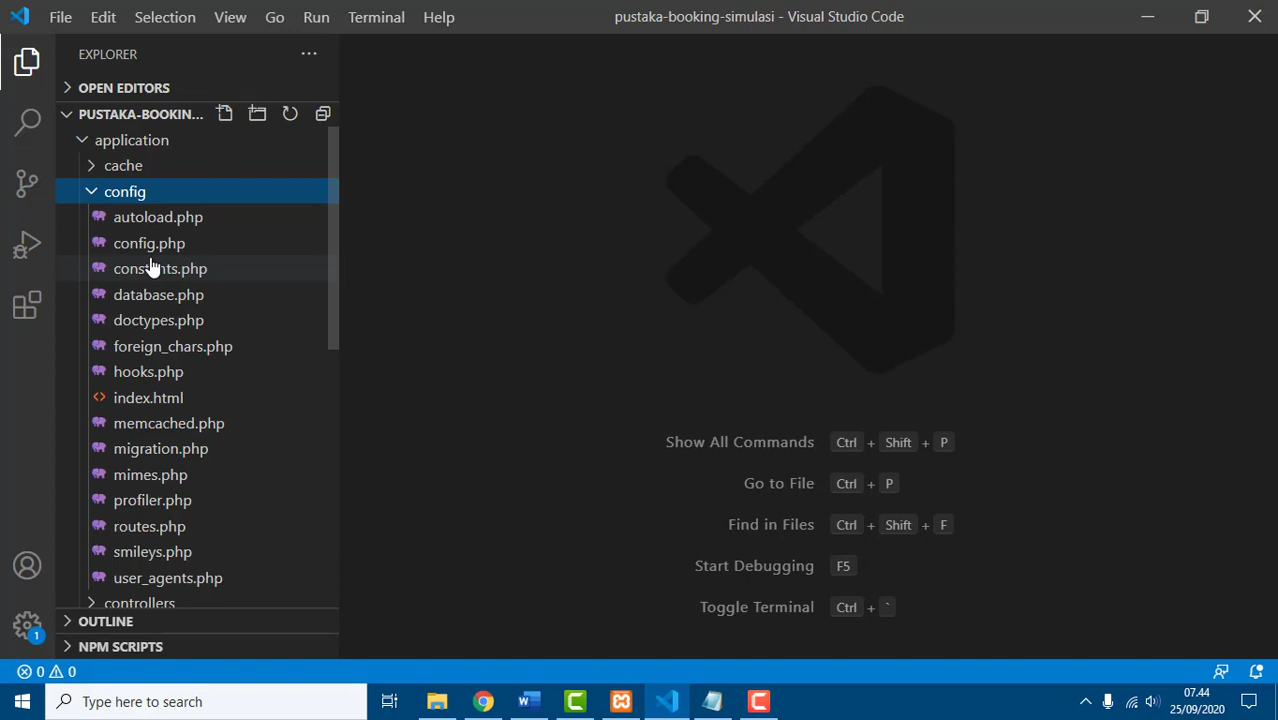 File Edit Selection View Go Run Terminal Help
pustaka-booking-simulasi - Visual Studio Code
EXPLORER
OPEN EDITORS
PUSTAKA-BOOKIN...
application
cache
config
autoload.php
config.php
constants.php
database.php
doctypes.php
foreign_chars.php
hooks.php
index.html
memcached.php
migration.php
mimes.php
profiler.php
routes.php
smileys.php
user_agents.php
controllers
OUTLINE
NPM SCRIPTS
Show All Commands Ctrl + Shift + P
Go to File Ctrl + P
Find in Files Ctrl + Shift + F
Start Debugging F5
Toggle Terminal Ctrl + `
1
0 0
Type here to search
07.44
25/09/2020